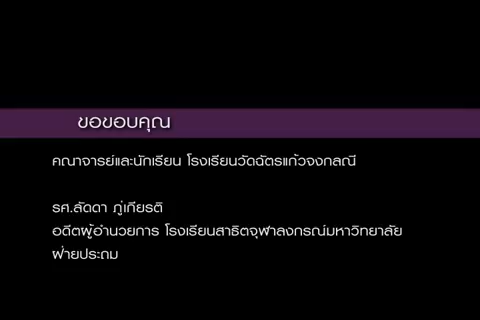 ขอขอบคุณ
คณาจารย์และนักเรียน โรงเรียนวัดฉัตรแก้วจงกลณี
รศ.ลัดดา ภู่เกียรติ
อดีตผู้อำนวยการ โรงเรียนสาธิตจุฬาลงกรณ์มหาวิทยาลัย
ฝ่ายประถม